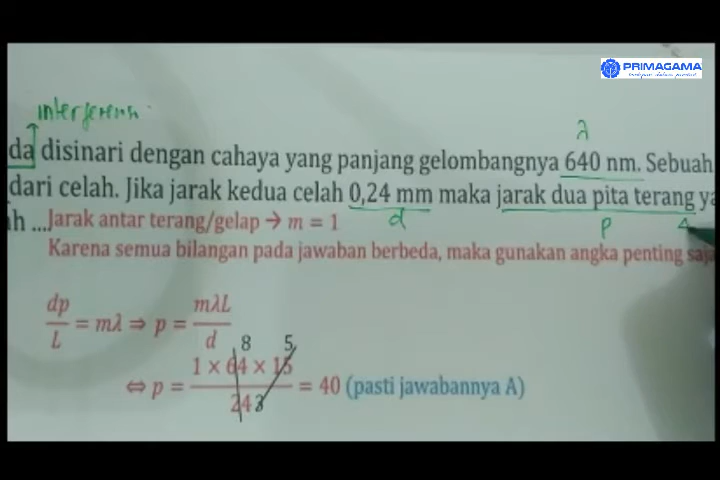 PRIMAGAMA
interferensi
λ
da disinari dengan cahaya yang panjang gelombangnya 640 nm. Sebuah
dari celah. Jika jarak kedua celah 0,24 mm maka jarak dua pita terang ya
ah ... Jarak antar terang/gelap → m = 1
d p
Karena semua bilangan pada jawaban berbeda, maka gunakan angka penting saja
dp/L = mλ ⇒ p = mλL/d
8 5
⇔ p = 1 × 64 × 15/24 3 = 40 (pasti jawabannya A)